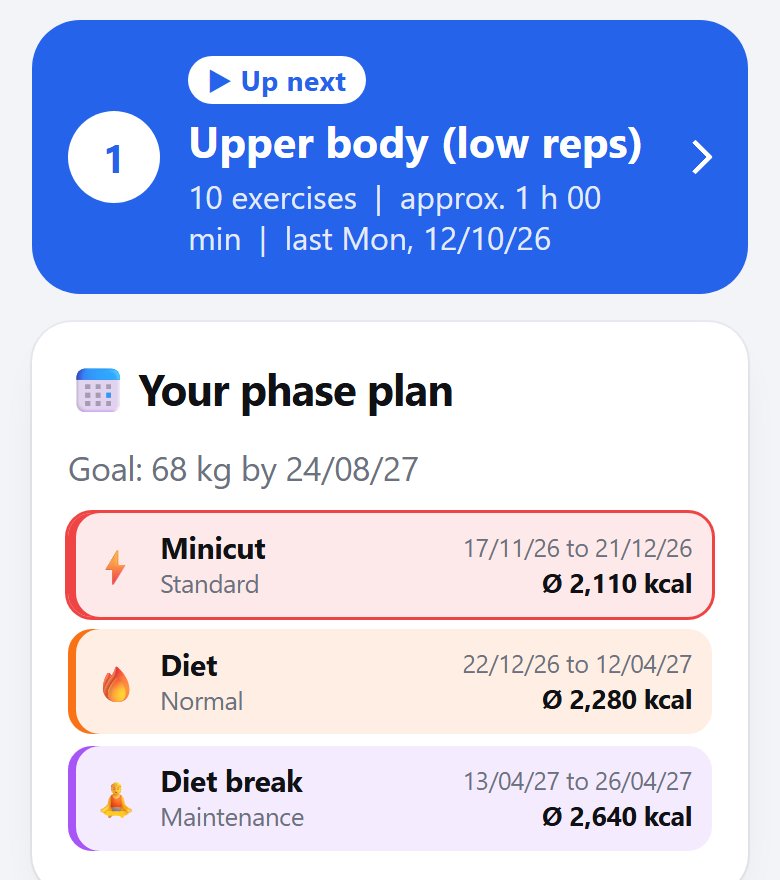 ▶ Up next
1
Upper body (low reps)
10 exercises | approx. 1 h 00
min | last Mon, 12/10/26
Your phase plan
Goal: 68 kg by 24/08/27
Minicut
17/11/26 to 21/12/26
Standard
Ø 2,110 kcal
Diet
22/12/26 to 12/04/27
Normal
Ø 2,280 kcal
Diet break
13/04/27 to 26/04/27
Maintenance
Ø 2,640 kcal